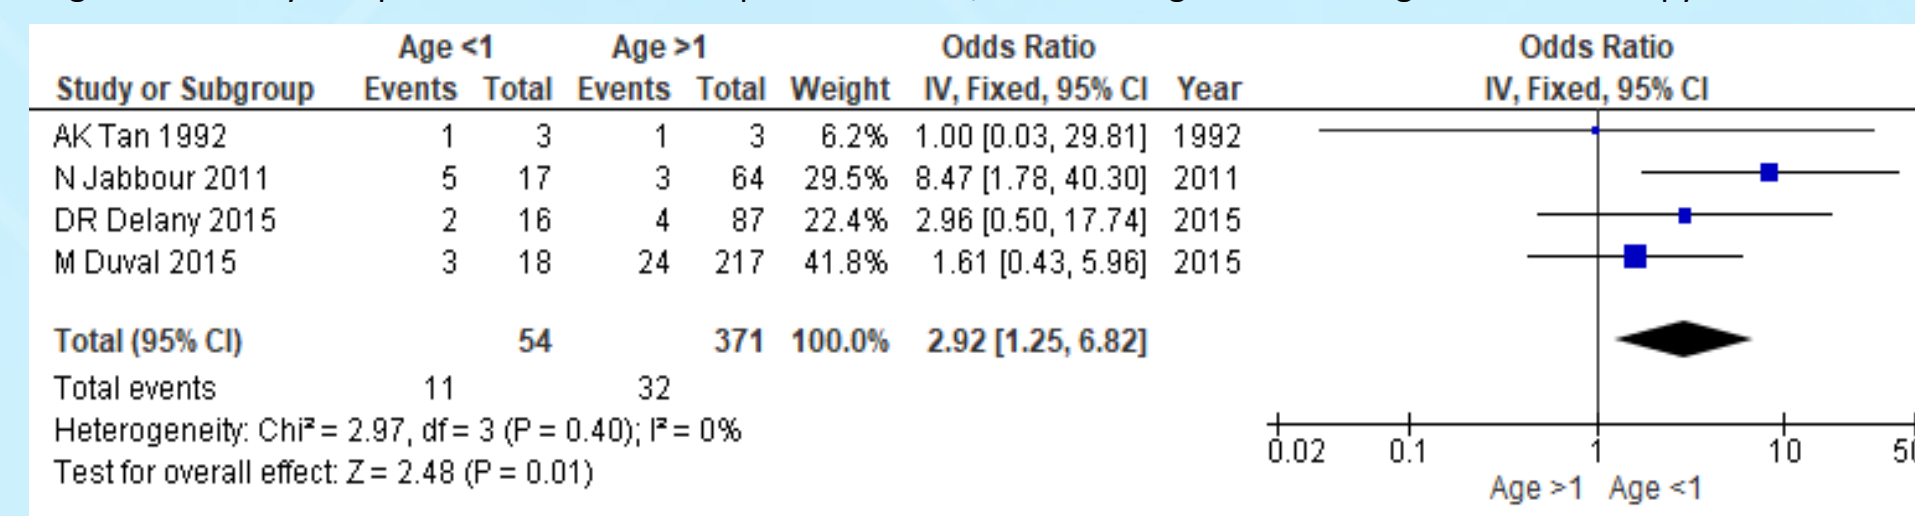 Age <1 Age >1 Odds Ratio Odds Ratio
Study or Subgroup Events Total Events Total Weight IV, Fixed, 95% CI Year IV, Fixed, 95% CI
AK Tan 1992 1 3 1 3 6.2% 1.00 [0.03, 29.81] 1992
N Jabbour 2011 5 17 3 64 29.5% 8.47 [1.78, 40.30] 2011
DR Delany 2015 2 16 4 87 22.4% 2.96 [0.50, 17.74] 2015
M Duval 2015 3 18 24 217 41.8% 1.61 [0.43, 5.96] 2015
Total (95% CI) 54 371 100.0% 2.92 [1.25, 6.82]
Total events 11 32
Heterogeneity: Chi² = 2.97, df = 3 (P = 0.40); I² = 0%
Test for overall effect: Z = 2.48 (P = 0.01)
0.02 0.1 1 10
Age >1 Age <1